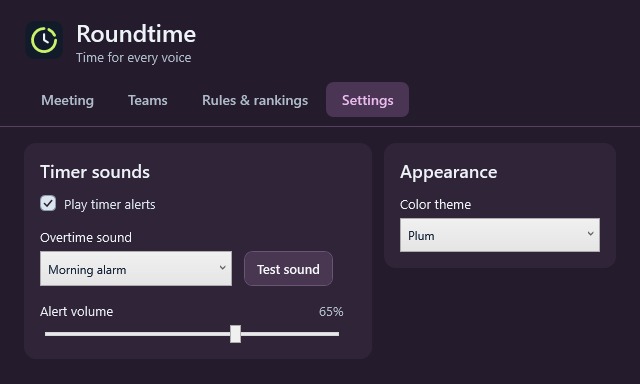 Roundtime
Time for every voice
Meeting Teams Rules & rankings Settings
Timer sounds
Play timer alerts
Overtime sound
Morning alarm
Test sound
Alert volume 65%
Appearance
Color theme
Plum